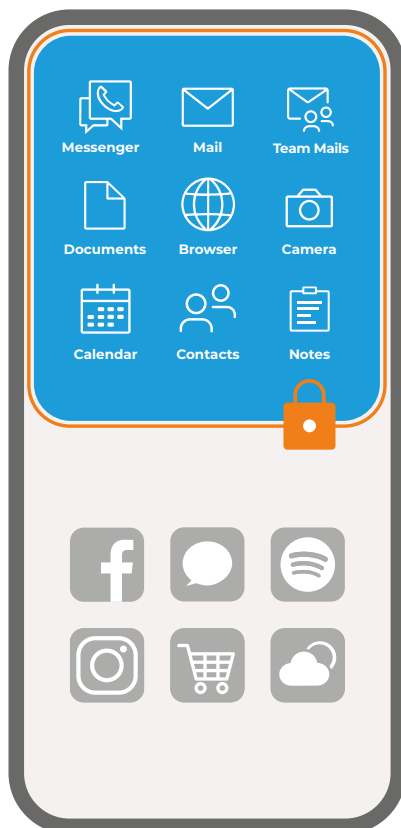 Messenger Mail Team Mails
Documents Browser Camera
Calendar Contacts Notes